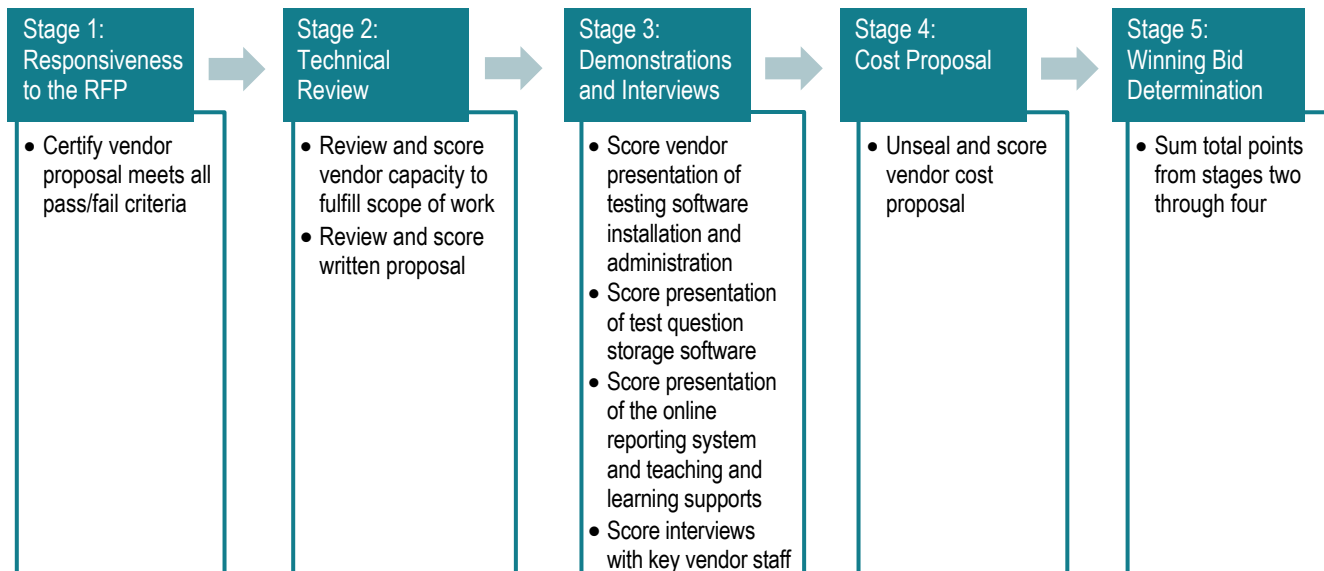 Stage 1:
Responsiveness
to the RFP
• Certify vendor
proposal meets all
pass/fail criteria
Stage 2:
Technical
Review
• Review and score
vendor capacity to
fulfill scope of work
• Review and score
written proposal
Stage 3:
Demonstrations
and Interviews
• Score vendor
presentation of
testing software
installation and
administration
• Score presentation
of test question
storage software
• Score presentation
of the online
reporting system
and teaching and
learning supports
• Score interviews
with key vendor staff
Stage 4:
Cost Proposal
• Unseal and score
vendor cost
proposal
Stage 5:
Winning Bid
Determination
• Sum total points
from stages two
through four